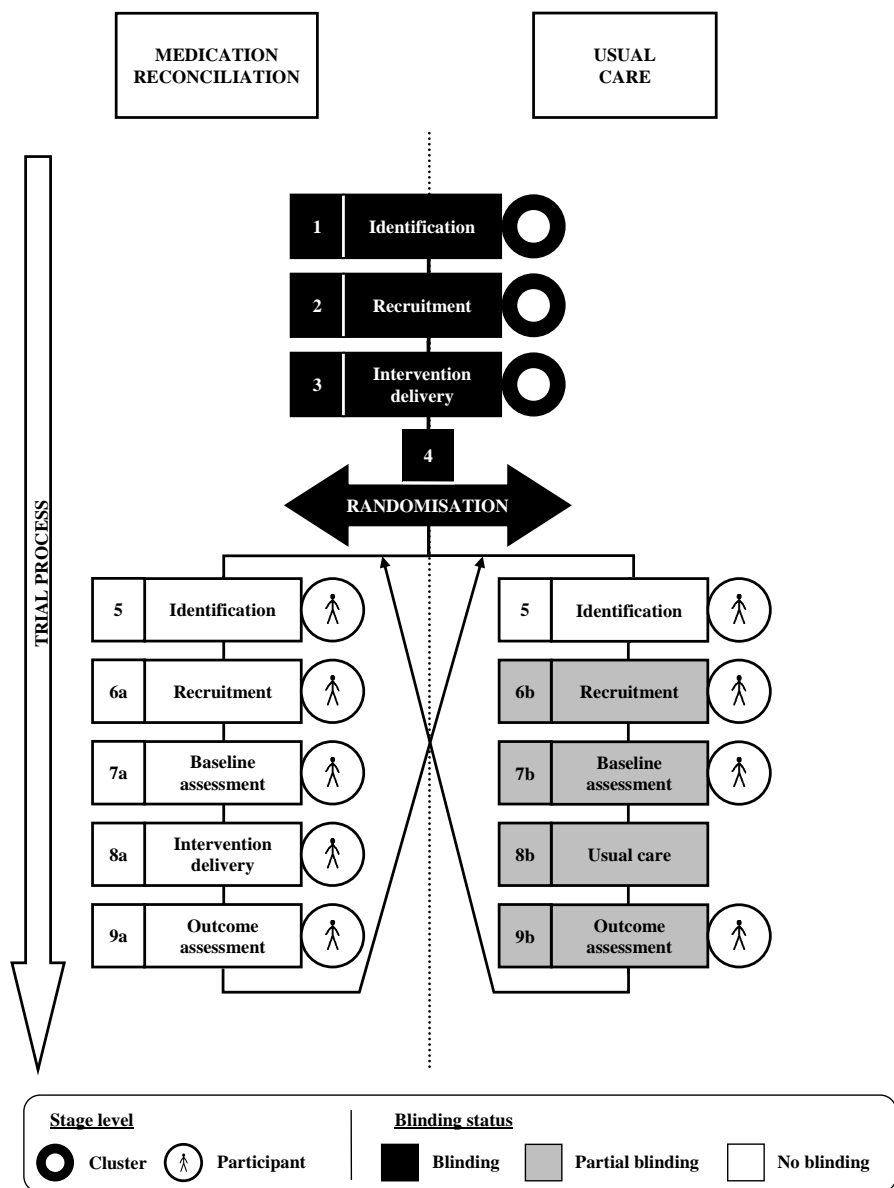 MEDICATION
RECONCILIATION
USUAL
CARE
TRIAL PROCESS
1
Identification
2
Recruitment
3
Intervention
delivery
4
RANDOMISATION
5
Identification
6a
Recruitment
7a
Baseline
assessment
8a
Intervention
delivery
9a
Outcome
assessment
5
Identification
6b
Recruitment
7b
Baseline
assessment
8b
Usual care
9b
Outcome
assessment
Stage level
Cluster
Participant
Blinding status
Blinding
Partial blinding
No blinding